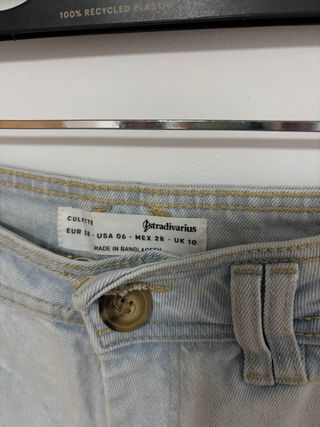 100% RECYCLED PLASTIC
CULOTTE
stradivarius
EUR 38 - USA 06 - MEX 28 - UK 10
MADE IN BANGLADESH